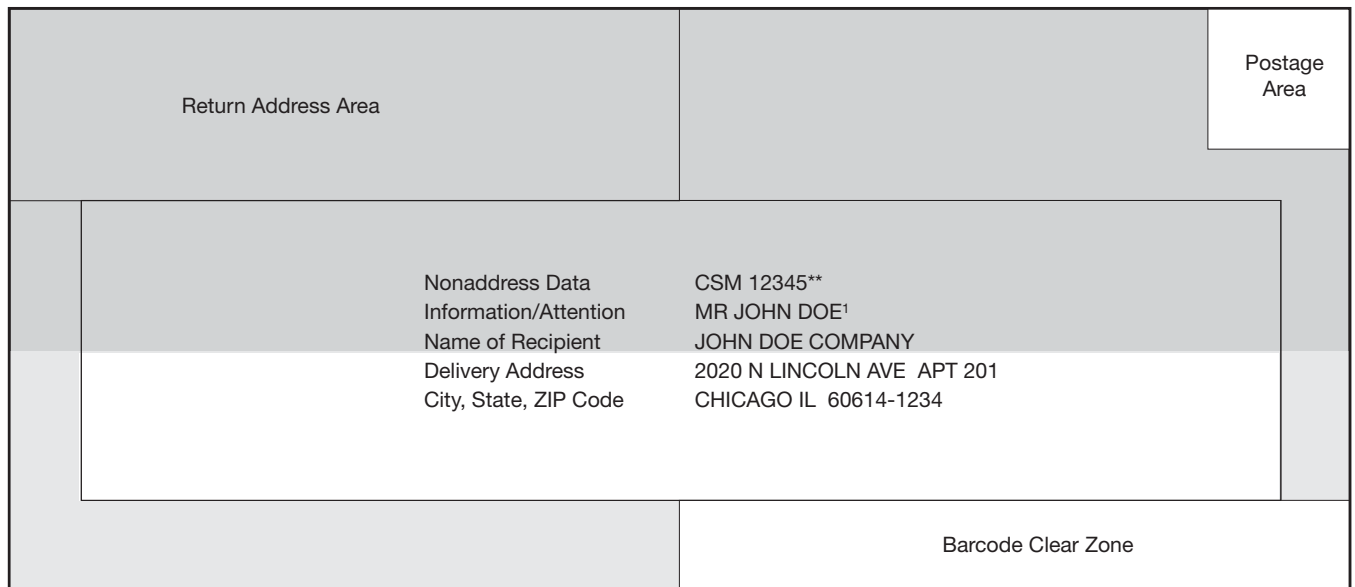 Return Address Area
Postage
Area
Nonaddress Data CSM 12345**
Information/Attention MR JOHN DOE¹
Name of Recipient JOHN DOE COMPANY
Delivery Address 2020 N LINCOLN AVE  APT 201
City, State, ZIP Code CHICAGO IL  60614-1234
Barcode Clear Zone